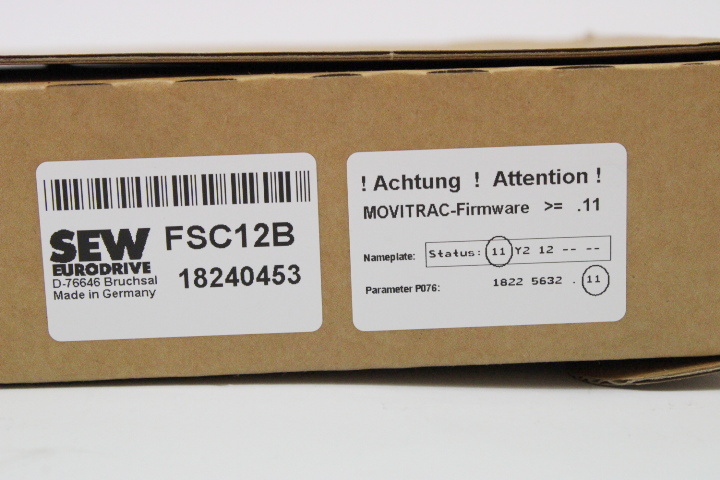 SEW
EURODRIVE
D-76646 Bruchsal
Made in Germany
FSC12B
18240453
! Achtung ! Attention !
MOVITRAC-Firmware >= .11
Nameplate: Status: 11 Y2 12 -- --
Parameter P076: 1822 5632 . 11